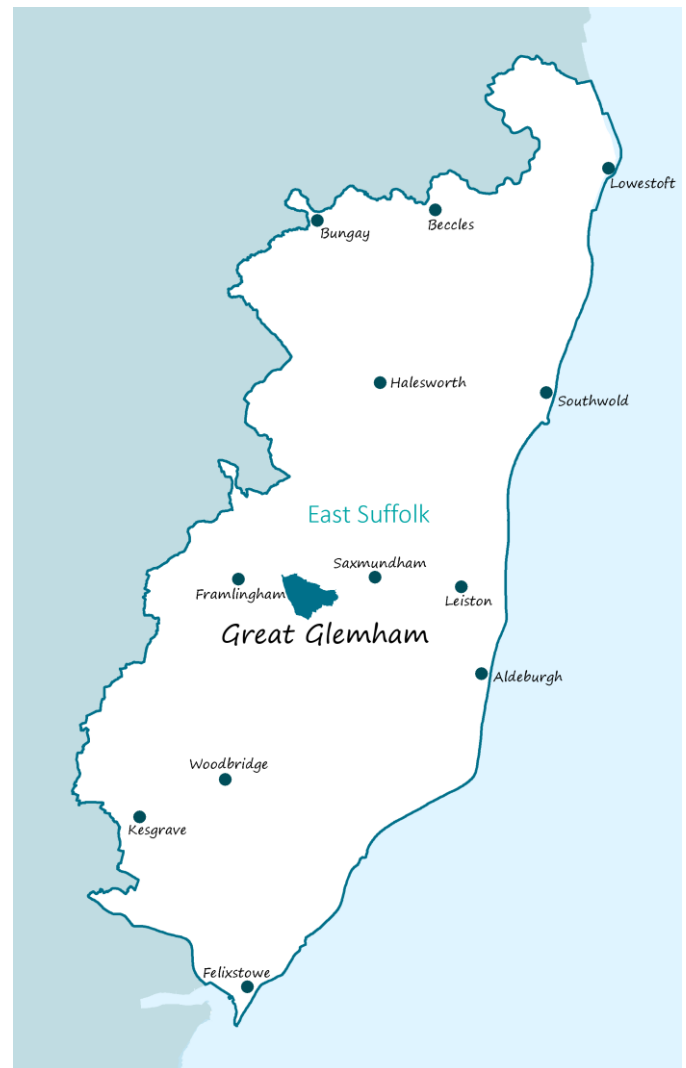 Lowestoft
Beccles
Bungay
Halesworth
Southwold
East Suffolk
Saxmundham
Framlingham
Leiston
Great Glemham
Aldeburgh
Woodbridge
Kesgrave
Felixstowe